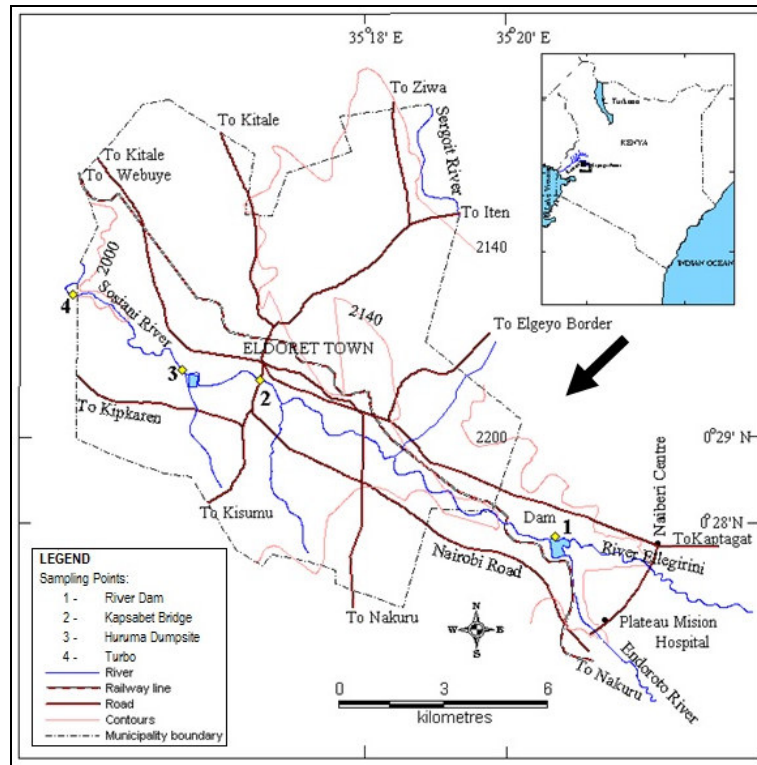 35°18' E
35°20' E
To Ziwa
Sergoit River
To Kitale
To Kitale
To Webuye
To Iten
2140
2000
Sosiani River
4
2140
To Elgeyo Border
ELDORET TOWN
3
2
To Kipkaren
2200
0°29' N
To Kisumu
Dam
1
Naiberi Centre
0°28'N
ToKaptagat
River Ellegirini
Nairobi Road
To Nakuru
Plateau Mision
Hospital
Endoroto River
To Nakuru
N
W
E
S
0
3
6
kilometres
L. Turkana
KENYA
INDIAN OCEAN
LEGEND
Sampling Points:
1 - River Dam
2 - Kapsabet Bridge
3 - Huruma Dumpsite
4 - Turbo
River
Railway line
Road
Contours
Municipality boundary